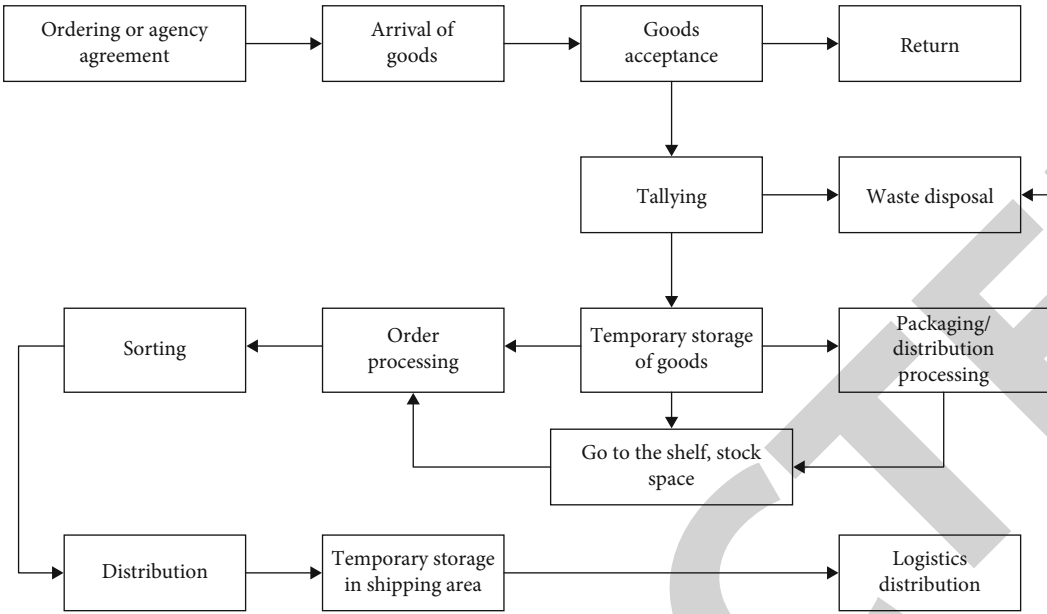 Ordering or agency
agreement
Arrival of
goods
Goods
acceptance
Return
Tallying
Waste disposal
Sorting
Order
processing
Temporary storage
of goods
Packaging/
distribution
processing
Go to the shelf, stock
space
Distribution
Temporary storage
in shipping area
Logistics
distribution